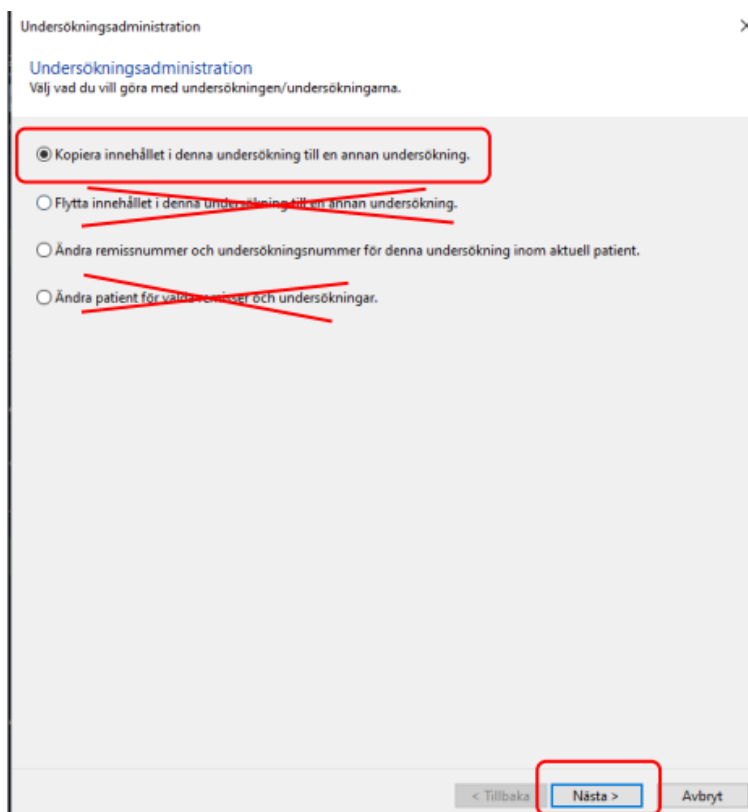 Undersökningsadministration
Undersökningsadministration
Välj vad du vill göra med undersökningen/undersökningarna.
Kopiera innehållet i denna undersökning till en annan undersökning.
Flytta innehållet i denna undersökning till en annan undersökning.
Ändra remissnummer och undersökningsnummer för denna undersökning inom aktuell patient.
Ändra patient för valda remisser och undersökningar.
< Tillbaka Nästa > Avbryt